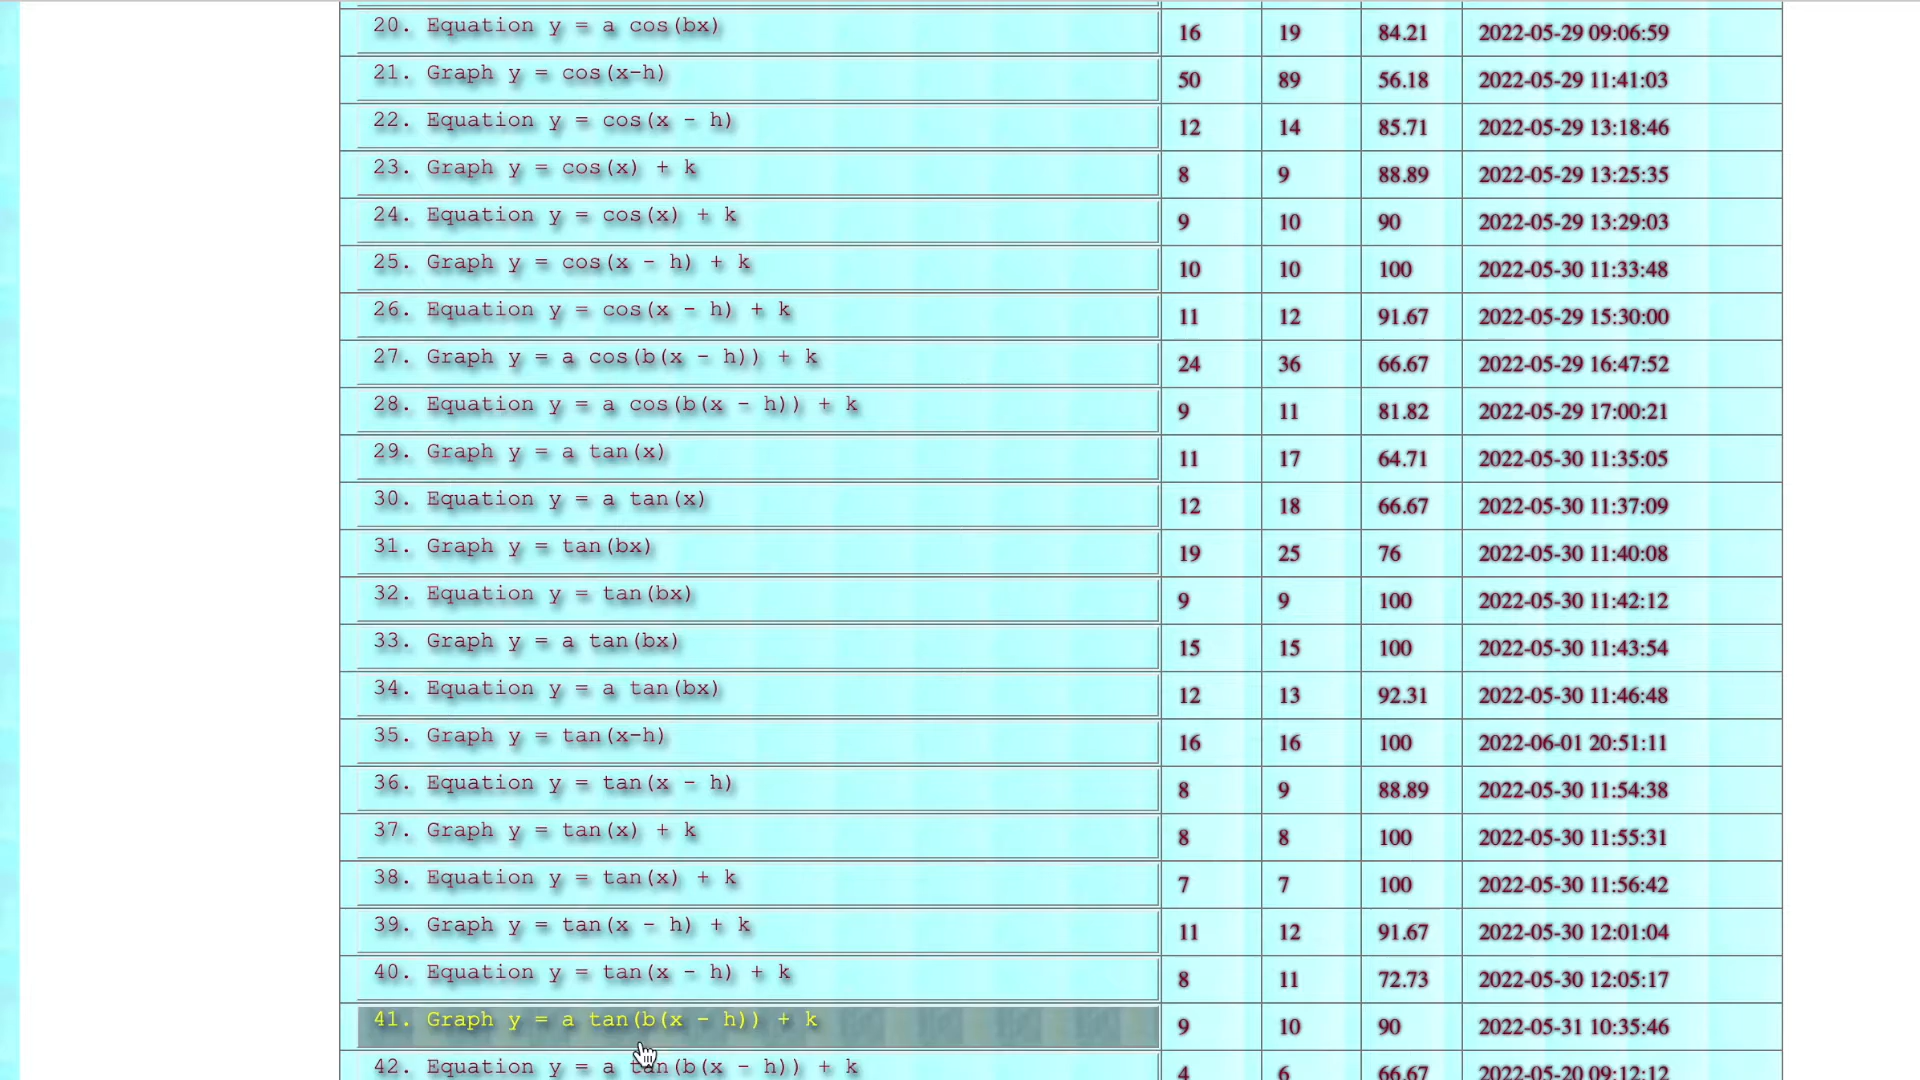 20. Equation y = a cos(bx) 16 19 84.21 2022-05-29 09:06:59
21. Graph y = cos(x-h) 50 89 56.18 2022-05-29 11:41:03
22. Equation y = cos(x - h) 12 14 85.71 2022-05-29 13:18:46
23. Graph y = cos(x) + k 8 9 88.89 2022-05-29 13:25:35
24. Equation y = cos(x) + k 9 10 90 2022-05-29 13:29:03
25. Graph y = cos(x - h) + k 10 10 100 2022-05-30 11:33:48
26. Equation y = cos(x - h) + k 11 12 91.67 2022-05-29 15:30:00
27. Graph y = a cos(b(x - h)) + k 24 36 66.67 2022-05-29 16:47:52
28. Equation y = a cos(b(x - h)) + k 9 11 81.82 2022-05-29 17:00:21
29. Graph y = a tan(x) 11 17 64.71 2022-05-30 11:35:05
30. Equation y = a tan(x) 12 18 66.67 2022-05-30 11:37:09
31. Graph y = tan(bx) 19 25 76 2022-05-30 11:40:08
32. Equation y = tan(bx) 9 9 100 2022-05-30 11:42:12
33. Graph y = a tan(bx) 15 15 100 2022-05-30 11:43:54
34. Equation y = a tan(bx) 12 13 92.31 2022-05-30 11:46:48
35. Graph y = tan(x-h) 16 16 100 2022-06-01 20:51:11
36. Equation y = tan(x - h) 8 9 88.89 2022-05-30 11:54:38
37. Graph y = tan(x) + k 8 8 100 2022-05-30 11:55:31
38. Equation y = tan(x) + k 7 7 100 2022-05-30 11:56:42
39. Graph y = tan(x - h) + k 11 12 91.67 2022-05-30 12:01:04
40. Equation y = tan(x - h) + k 8 11 72.73 2022-05-30 12:05:17
41. Graph y = a tan(b(x - h)) + k 9 10 90 2022-05-31 10:35:46
42. Equation y = a tan(b(x - h)) + k 4 6 66.67 2022-05-20 09:12:12